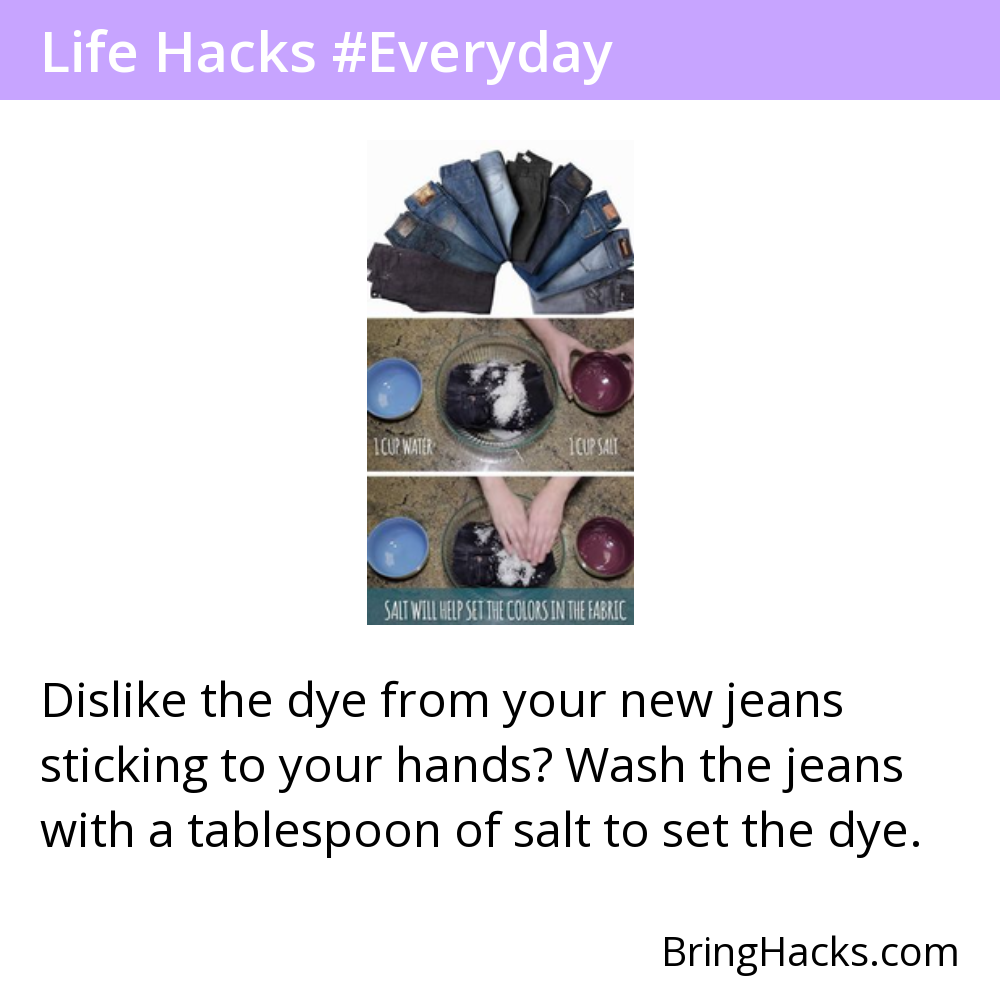 Life Hacks #Everyday
1 CUP WATER
1 CUP SALT
SALT WILL HELP SET THE COLORS IN THE FABRIC
Dislike the dye from your new jeans
sticking to your hands? Wash the jeans
with a tablespoon of salt to set the dye.
BringHacks.com